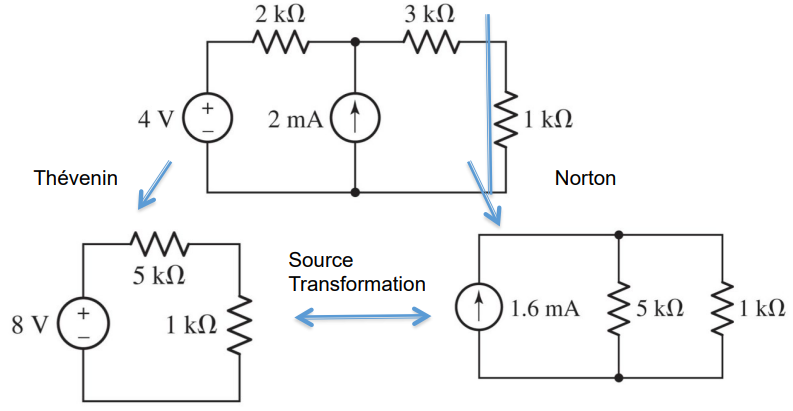 2 kΩ
3 kΩ
4 V
+
−
2 mA
1 kΩ
Thévenin
Norton
5 kΩ
8 V
+
−
1 kΩ
Source
Transformation
1.6 mA
5 kΩ
1 kΩ